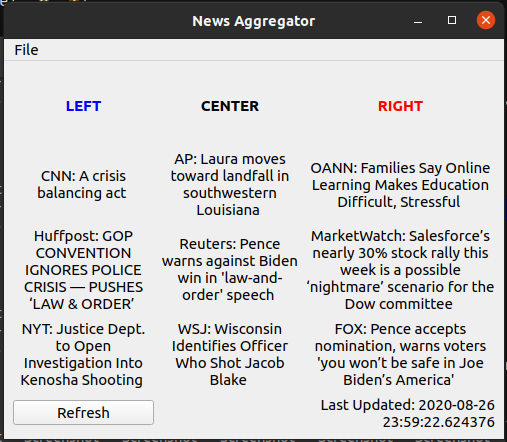 News Aggregator
File
LEFT
CENTER
RIGHT
CNN: A crisis
balancing act
AP: Laura moves
toward landfall in
southwestern
Louisiana
OANN: Families Say Online
Learning Makes Education
Difficult, Stressful
Huffpost: GOP
CONVENTION
IGNORES POLICE
CRISIS — PUSHES
‘LAW & ORDER’
Reuters: Pence
warns against Biden
win in 'law-and-
order' speech
MarketWatch: Salesforce’s
nearly 30% stock rally this
week is a possible
‘nightmare’ scenario for the
Dow committee
NYT: Justice Dept.
to Open
Investigation Into
Kenosha Shooting
WSJ: Wisconsin
Identifies Officer
Who Shot Jacob
Blake
FOX: Pence accepts
nomination, warns voters
'you won’t be safe in Joe
Biden’s America'
Refresh
Last Updated: 2020-08-26
23:59:22.624376